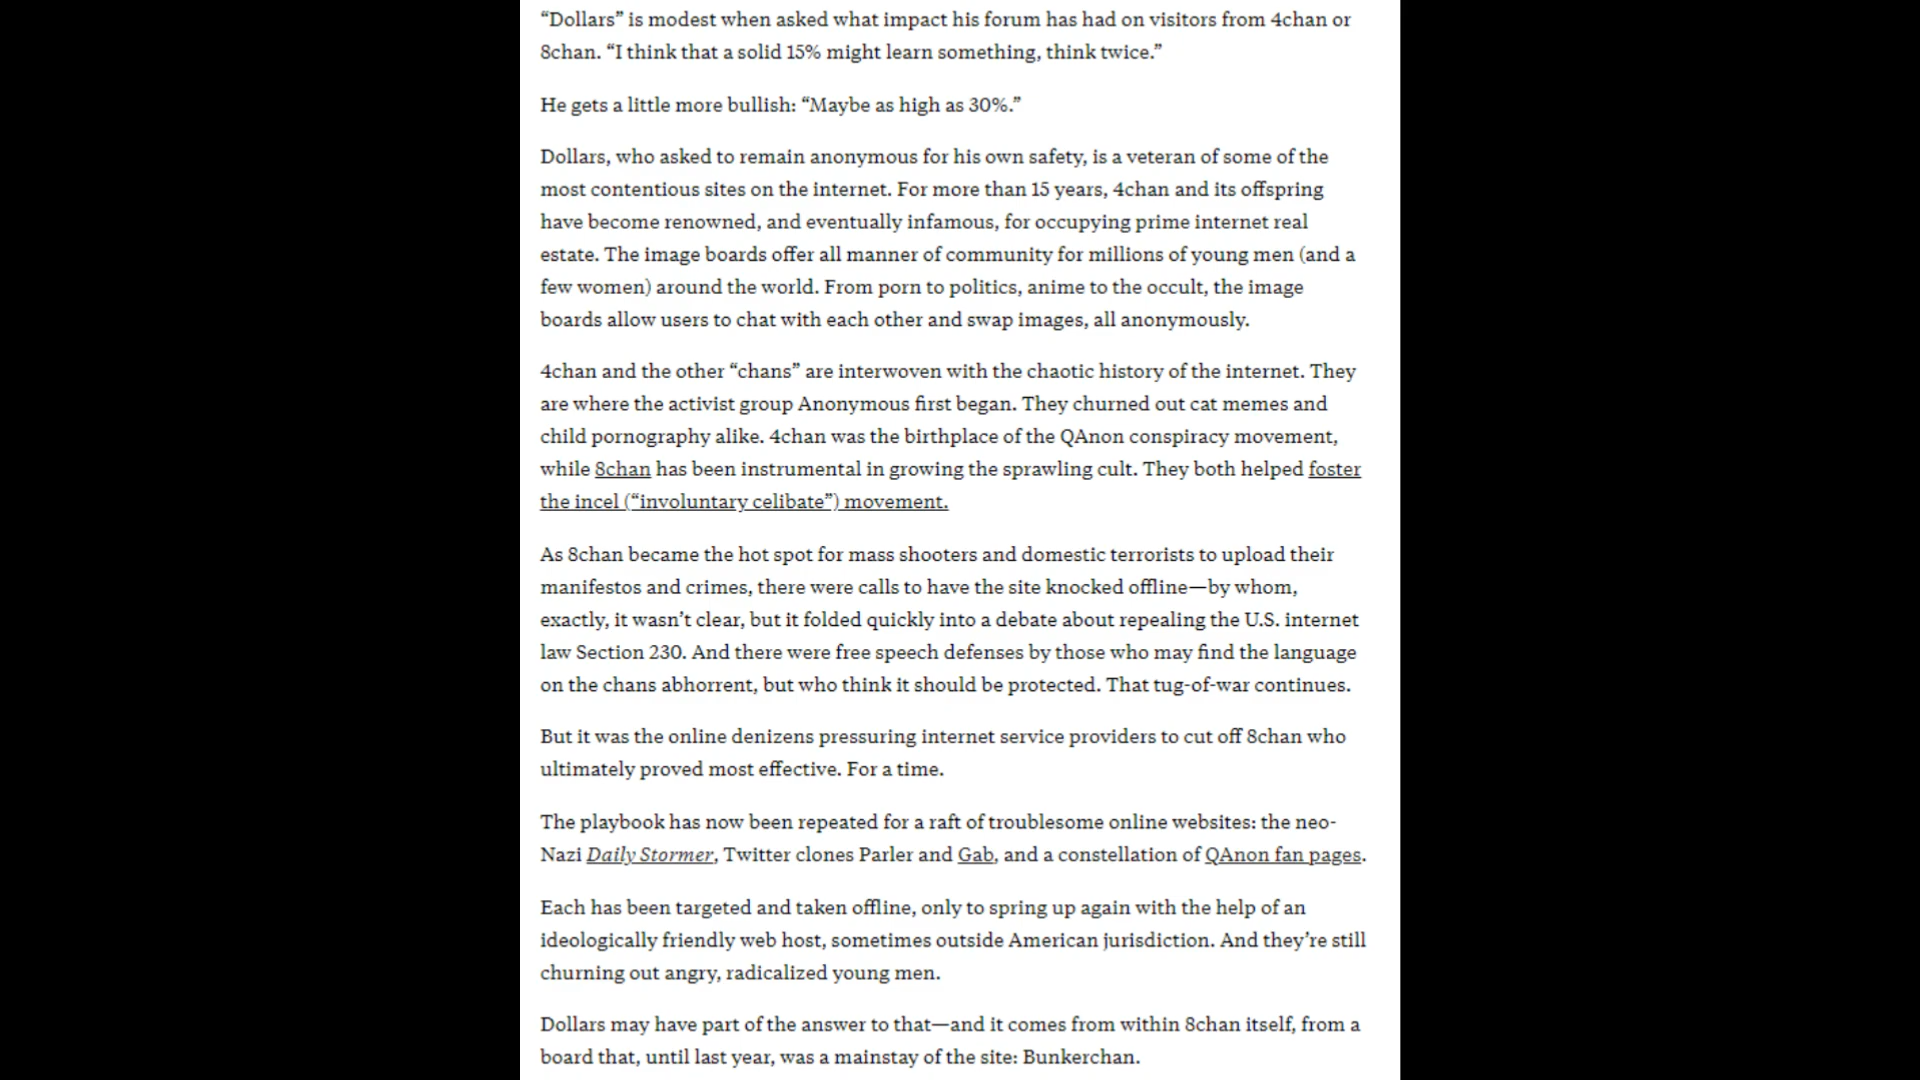 “Dollars” is modest when asked what impact his forum has had on visitors from 4chan or
8chan. “I think that a solid 15% might learn something, think twice.”
He gets a little more bullish: “Maybe as high as 30%.”
Dollars, who asked to remain anonymous for his own safety, is a veteran of some of the
most contentious sites on the internet. For more than 15 years, 4chan and its offspring
have become renowned, and eventually infamous, for occupying prime internet real
estate. The image boards offer all manner of community for millions of young men (and a
few women) around the world. From porn to politics, anime to the occult, the image
boards allow users to chat with each other and swap images, all anonymously.
4chan and the other “chans” are interwoven with the chaotic history of the internet. They
are where the activist group Anonymous first began. They churned out cat memes and
child pornography alike. 4chan was the birthplace of the QAnon conspiracy movement,
while 8chan has been instrumental in growing the sprawling cult. They both helped foster
the incel (“involuntary celibate”) movement.
As 8chan became the hot spot for mass shooters and domestic terrorists to upload their
manifestos and crimes, there were calls to have the site knocked offline—by whom,
exactly, it wasn’t clear, but it folded quickly into a debate about repealing the U.S. internet
law Section 230. And there were free speech defenses by those who may find the language
on the chans abhorrent, but who think it should be protected. That tug-of-war continues.
But it was the online denizens pressuring internet service providers to cut off 8chan who
ultimately proved most effective. For a time.
The playbook has now been repeated for a raft of troublesome online websites: the neo-
Nazi Daily Stormer, Twitter clones Parler and Gab, and a constellation of QAnon fan pages.
Each has been targeted and taken offline, only to spring up again with the help of an
ideologically friendly web host, sometimes outside American jurisdiction. And they’re still
churning out angry, radicalized young men.
Dollars may have part of the answer to that—and it comes from within 8chan itself, from a
board that, until last year, was a mainstay of the site: Bunkerchan.